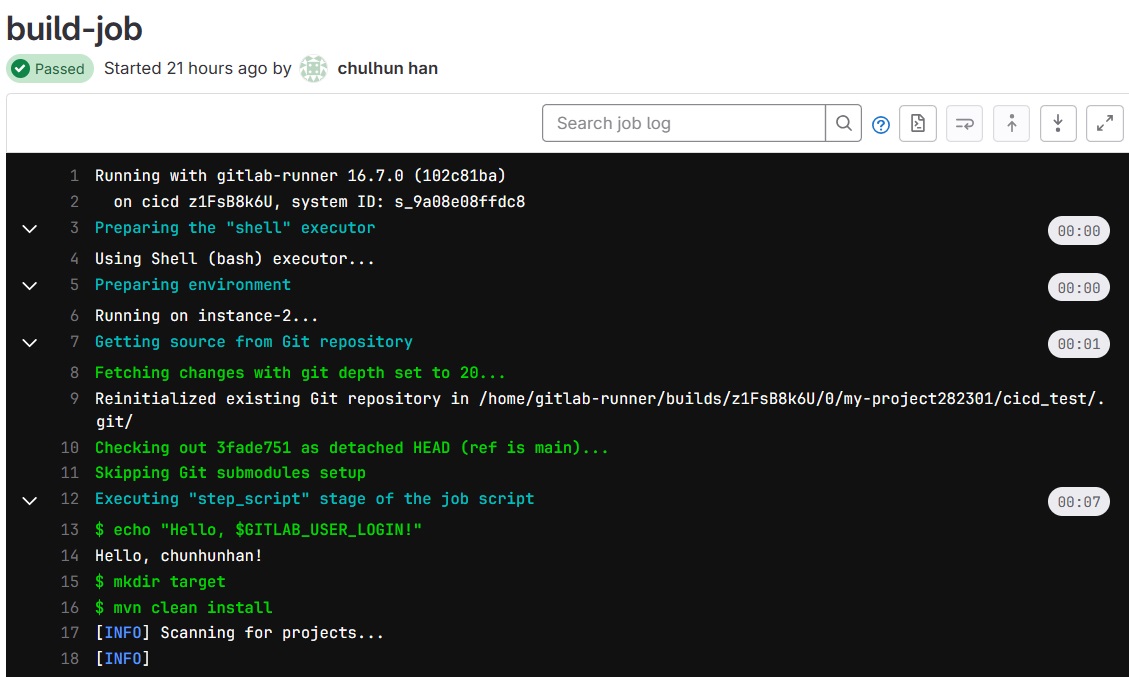 build-job
Passed Started 21 hours ago by chulhun han
Search job log
1 Running with gitlab-runner 16.7.0 (102c81ba)
2 on cicd z1FsB8k6U, system ID: s_9a08e08ffdc8
3 Preparing the "shell" executor 00:00
4 Using Shell (bash) executor...
5 Preparing environment 00:00
6 Running on instance-2...
7 Getting source from Git repository 00:01
8 Fetching changes with git depth set to 20...
9 Reinitialized existing Git repository in /home/gitlab-runner/builds/z1FsB8k6U/0/my-project282301/cicd_test/.
git/
10 Checking out 3fade751 as detached HEAD (ref is main)...
11 Skipping Git submodules setup
12 Executing "step_script" stage of the job script 00:07
13 $ echo "Hello, $GITLAB_USER_LOGIN!"
14 Hello, chunhunhan!
15 $ mkdir target
16 $ mvn clean install
17 [INFO] Scanning for projects...
18 [INFO]